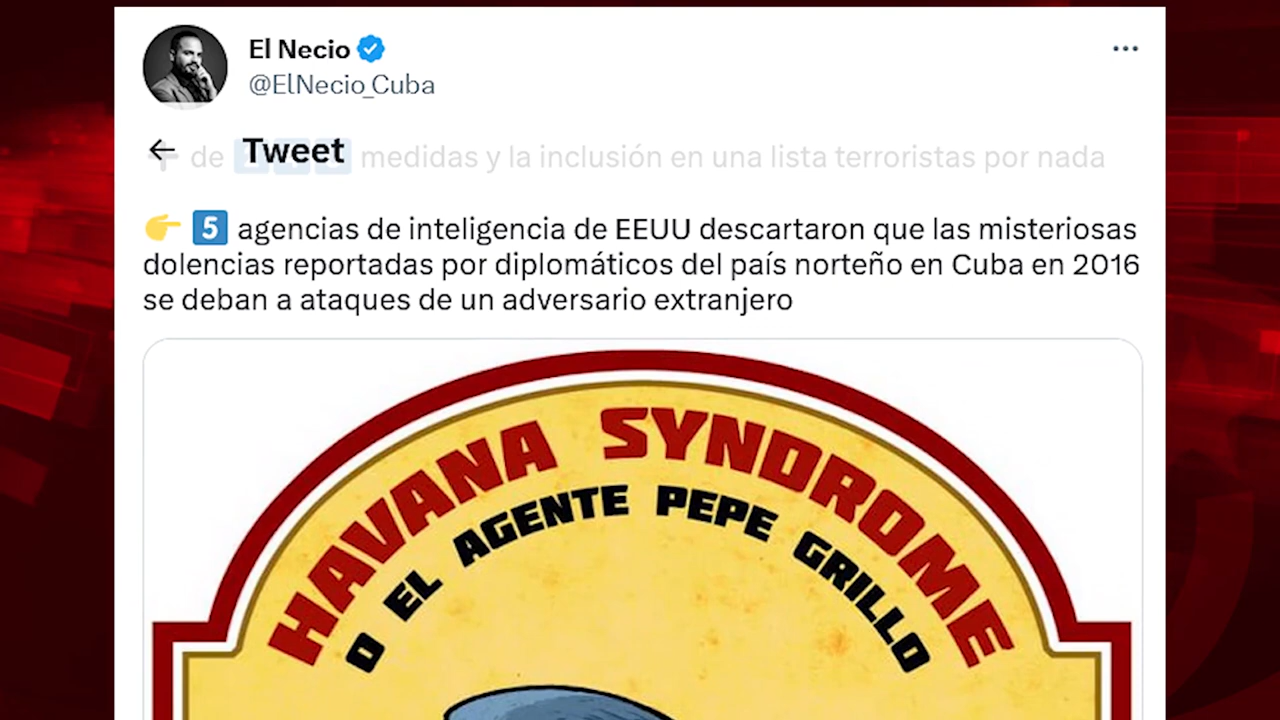 El Necio
@ElNecio_Cuba
Tweet
de medidas y la inclusión en una lista terroristas por nada
5 agencias de inteligencia de EEUU descartaron que las misteriosas
dolencias reportadas por diplomáticos del país norteño en Cuba en 2016
se deban a ataques de un adversario extranjero
HAVANA SYNDROME
O EL AGENTE PEPE GRILLO